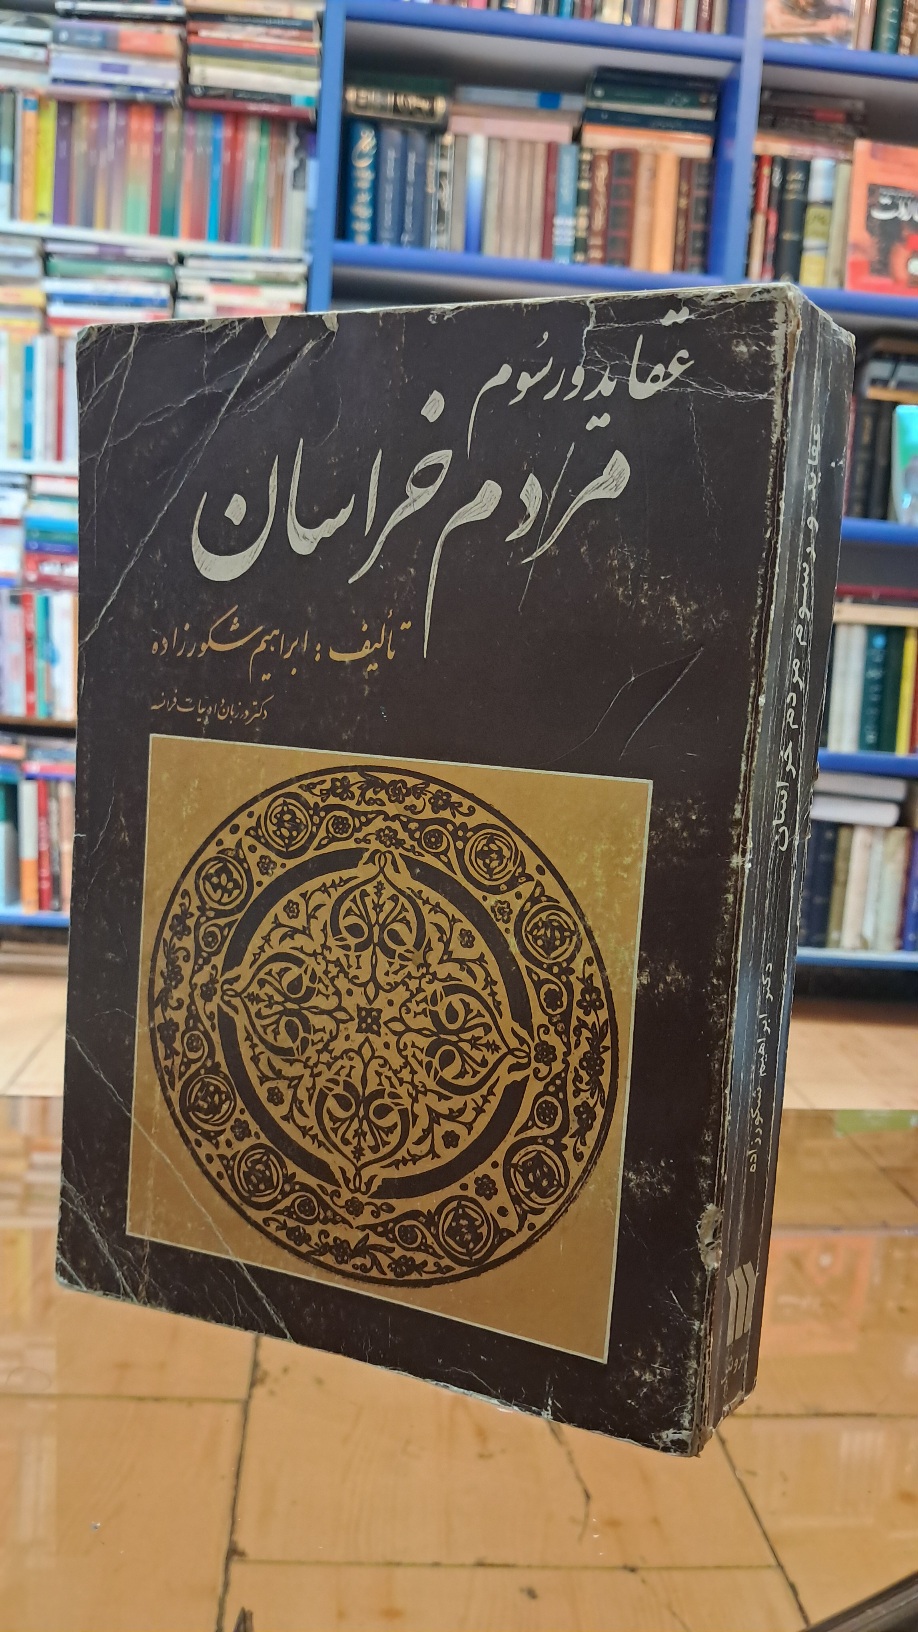 عقاید و رسوم
مردم خراسان
تألیف : ابراهیم شکورزاده
دکتر در زبان و ادبیات فرانسه
عقاید و رسوم مردم خراسان
دکتر ابراهیم شکورزاده
سروش